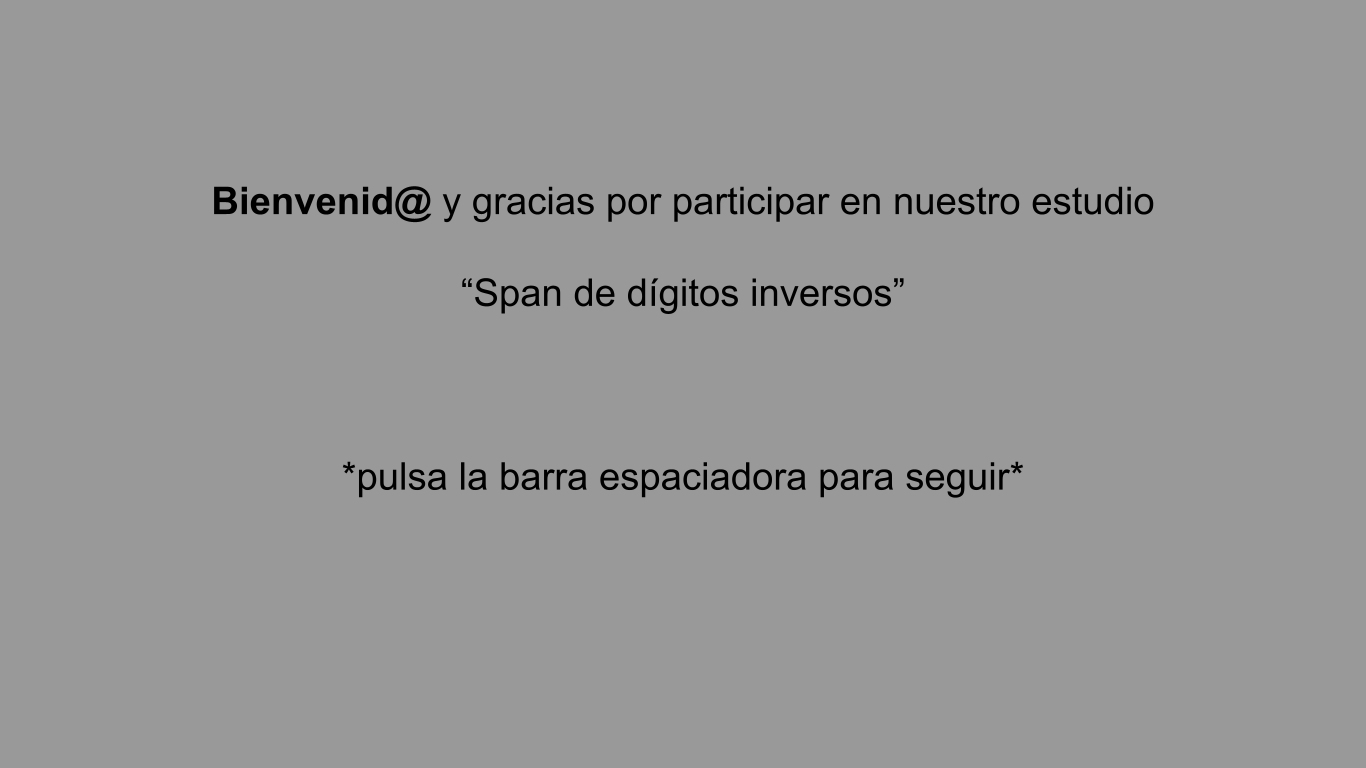 Bienvenid@ y gracias por participar en nuestro estudio
“Span de dígitos inversos”
*pulsa la barra espaciadora para seguir*